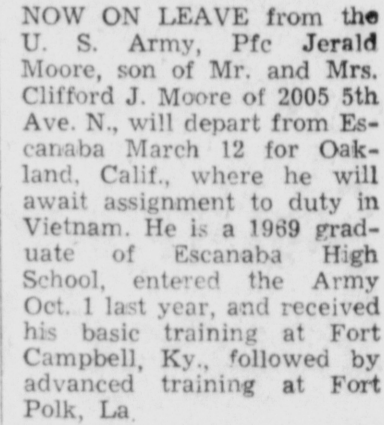 NOW ON LEAVE from the
U. S. Army, Pfc Jerald
Moore, son of Mr. and Mrs.
Clifford J. Moore of 2005 5th
Ave. N., will depart from Es-
canaba March 12 for Oak-
land, Calif., where he will
await assignment to duty in
Vietnam. He is a 1969 grad-
uate of Escanaba High
School, entered the Army
Oct. 1 last year, and received
his basic training at Fort
Campbell, Ky., followed by
advanced training at Fort
Polk, La.